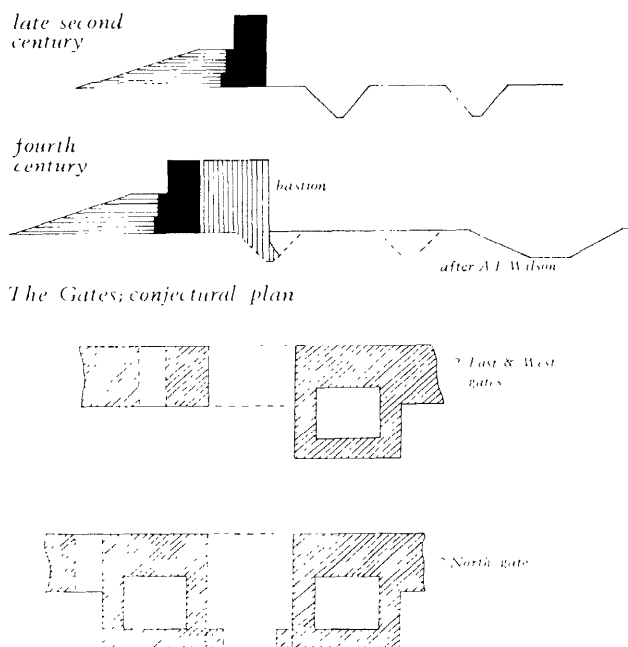 late second
century
fourth
century
bastion
after A E Wilson
The Gates; conjectural plan
? East & West
gates
? North gate